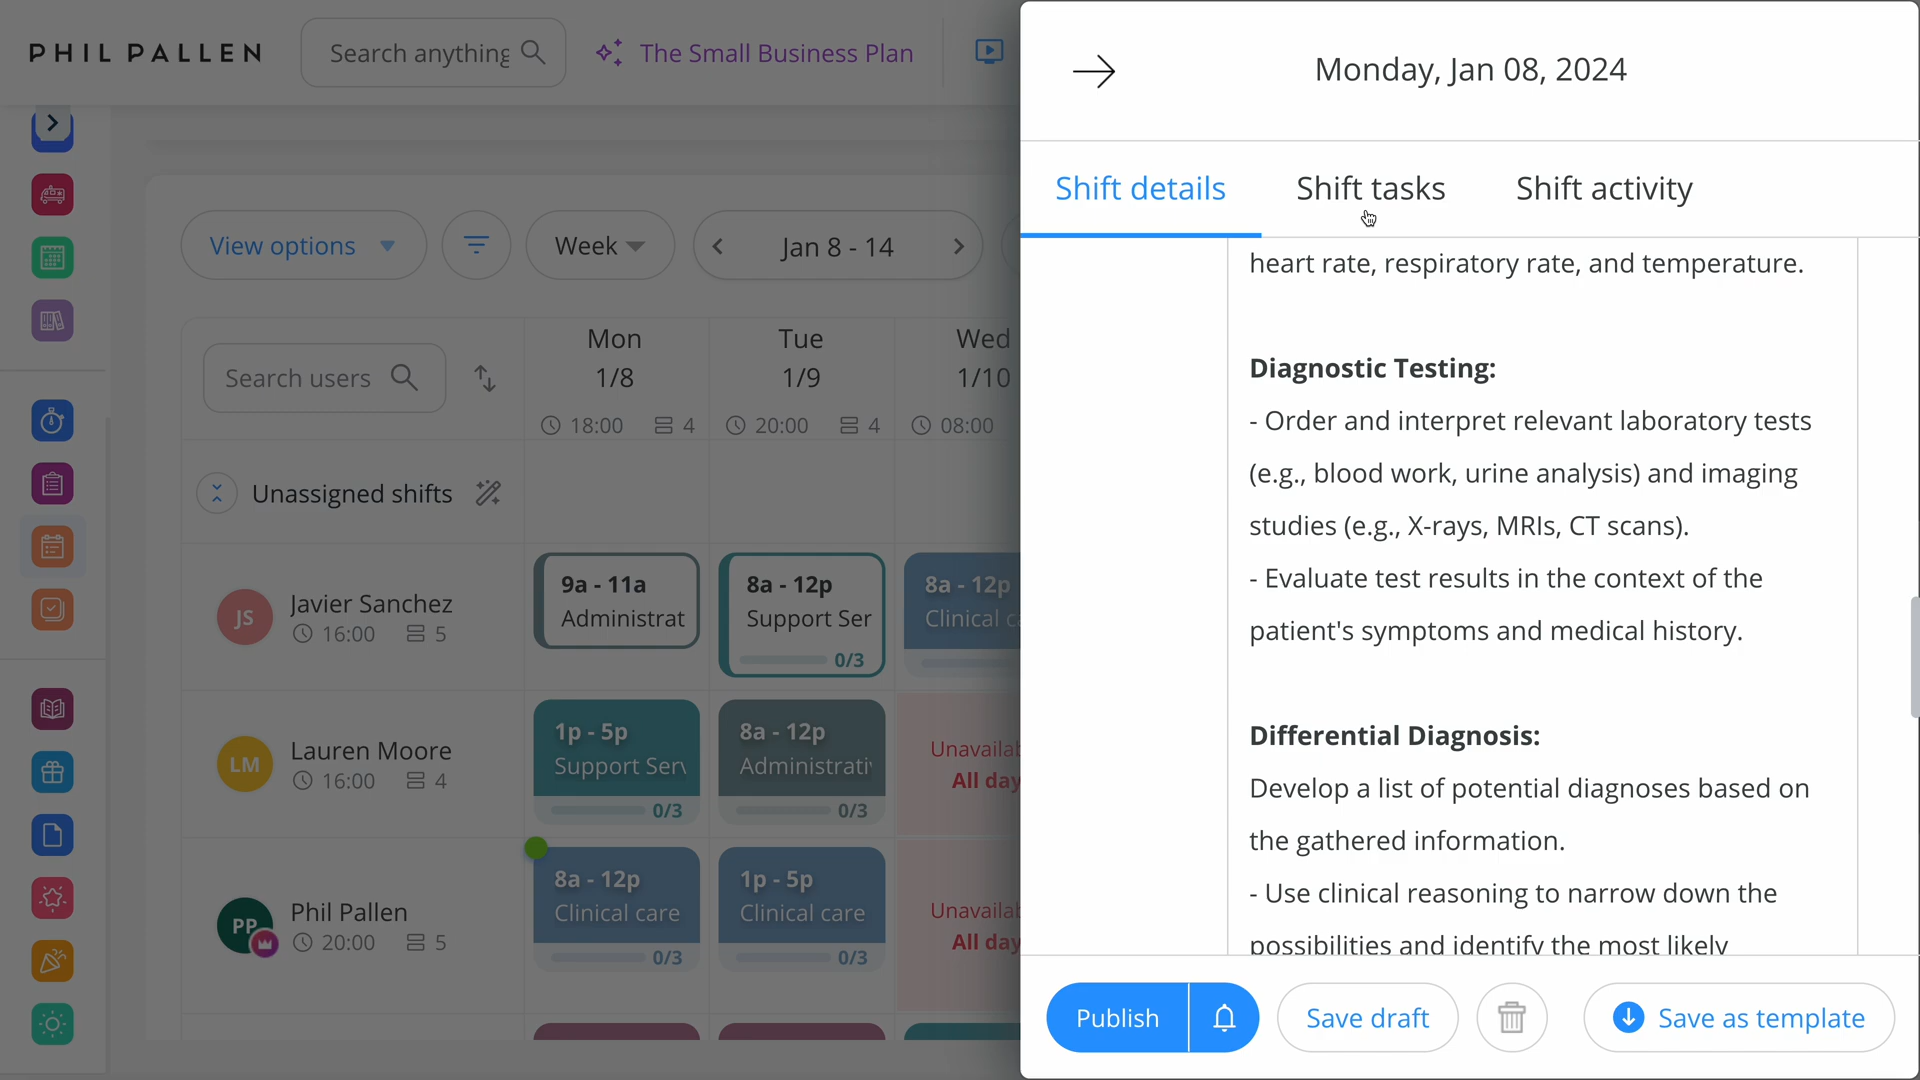 PHIL PALLEN
Search anything
The Small Business Plan
Monday, Jan 08, 2024
Shift details
Shift tasks
Shift activity
View options
Week
Jan 8 - 14
Search users
Mon
1/8
18:00
4
Tue
1/9
20:00
4
Wed
1/10
08:00
Unassigned shifts
JS
Javier Sanchez
16:00
5
9a - 11a
Administrat
8a - 12p
Support Ser
0/3
8a - 12p
Clinical ca
LM
Lauren Moore
16:00
4
1p - 5p
Support Serv
0/3
8a - 12p
Administrativ
0/3
Unavailab
All day
PP
Phil Pallen
20:00
5
8a - 12p
Clinical care
0/3
1p - 5p
Clinical care
0/3
Unavailab
All day
heart rate, respiratory rate, and temperature.
Diagnostic Testing:
- Order and interpret relevant laboratory tests
(e.g., blood work, urine analysis) and imaging
studies (e.g., X-rays, MRIs, CT scans).
- Evaluate test results in the context of the
patient's symptoms and medical history.
Differential Diagnosis:
Develop a list of potential diagnoses based on
the gathered information.
- Use clinical reasoning to narrow down the
possibilities and identify the most likely
Publish
Save draft
Save as template